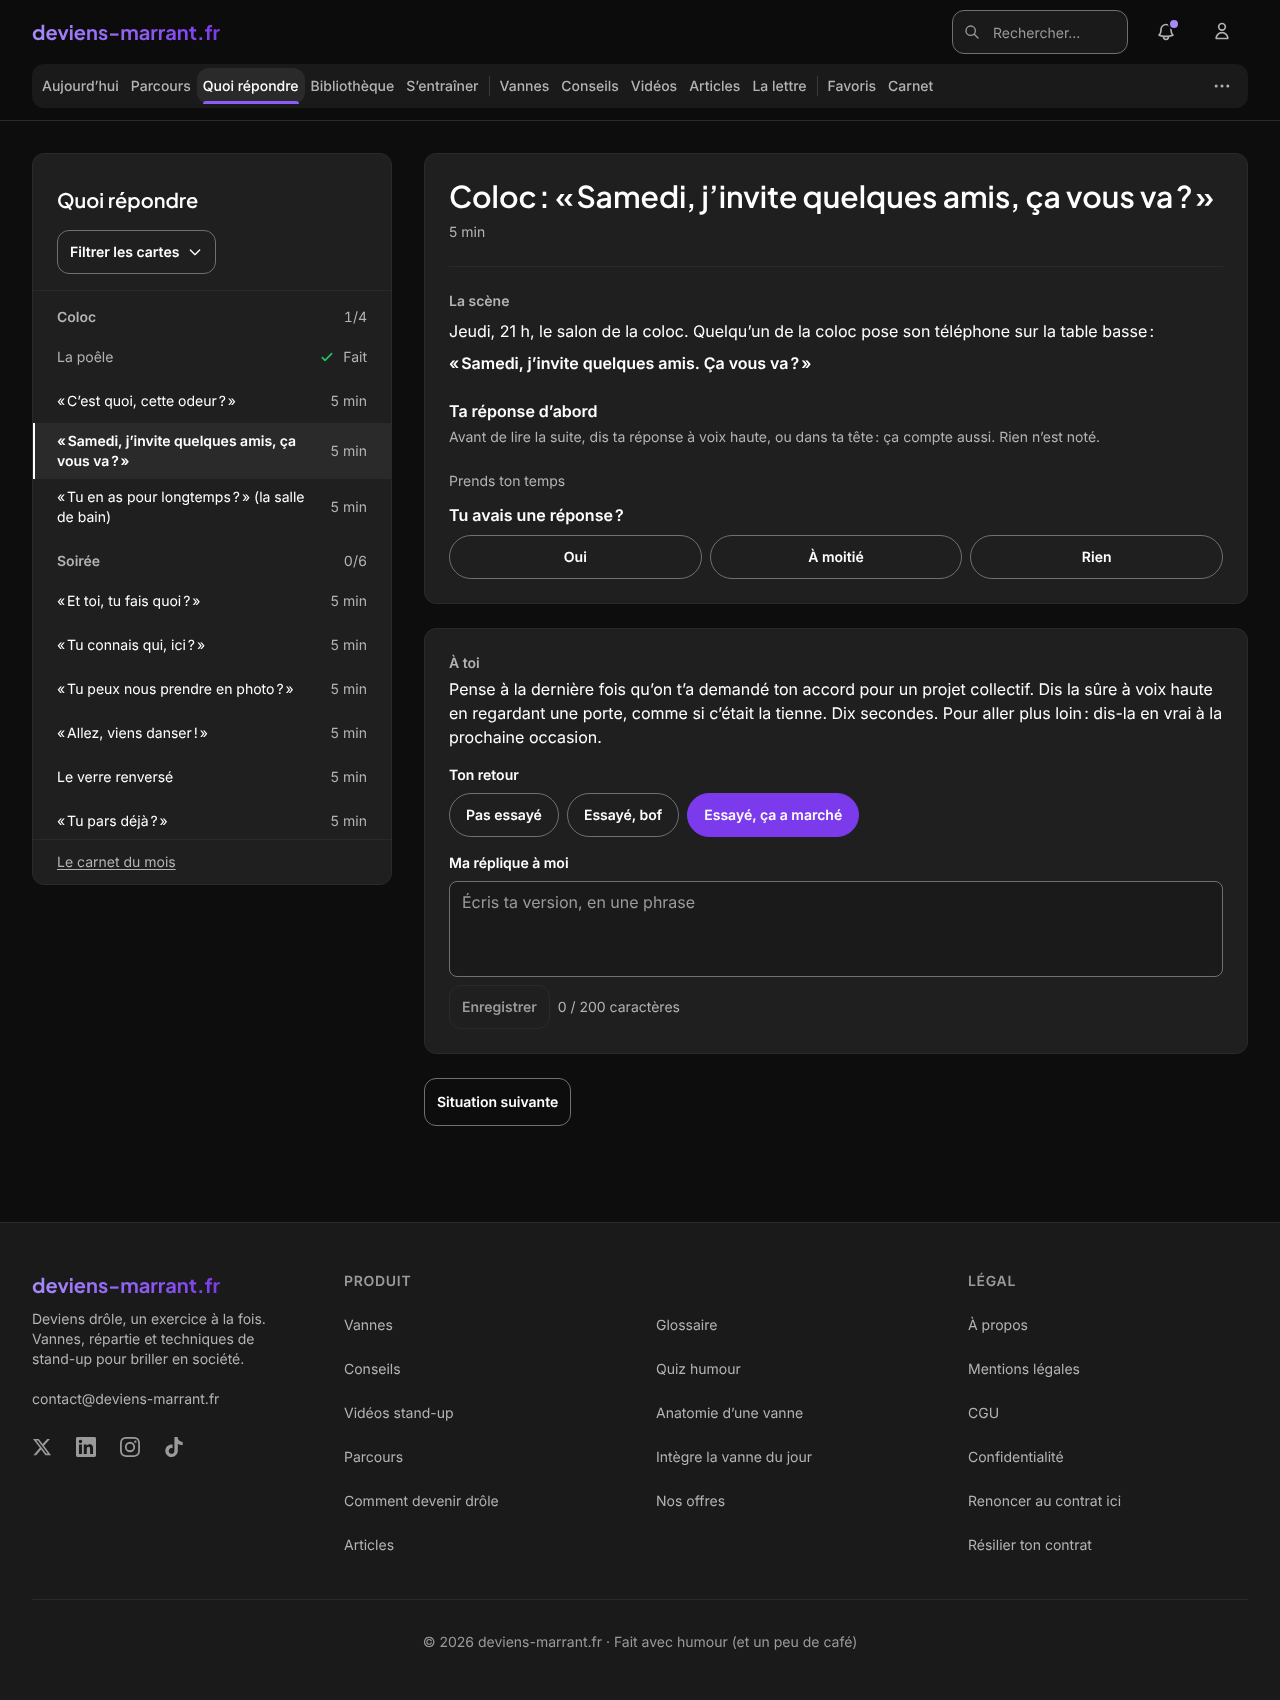 deviens-marrant.fr
Rechercher...
Aujourd’hui Parcours Quoi répondre Bibliothèque S’entraîner Vannes Conseils Vidéos Articles La lettre Favoris Carnet
Quoi répondre
Filtrer les cartes
Coloc 1/4
La poêle Fait
« C’est quoi, cette odeur ? » 5 min
« Samedi, j’invite quelques amis, ça
vous va ? » 5 min
« Tu en as pour longtemps ? » (la salle
de bain) 5 min
Soirée 0/6
« Et toi, tu fais quoi ? » 5 min
« Tu connais qui, ici ? » 5 min
« Tu peux nous prendre en photo ? » 5 min
« Allez, viens danser ! » 5 min
Le verre renversé 5 min
« Tu pars déjà ? » 5 min
Le carnet du mois
Coloc : « Samedi, j’invite quelques amis, ça vous va ? »
5 min
La scène
Jeudi, 21 h, le salon de la coloc. Quelqu’un de la coloc pose son téléphone sur la table basse :
« Samedi, j’invite quelques amis. Ça vous va ? »
Ta réponse d’abord
Avant de lire la suite, dis ta réponse à voix haute, ou dans ta tête : ça compte aussi. Rien n’est noté.
Prends ton temps
Tu avais une réponse ?
Oui À moitié Rien
À toi
Pense à la dernière fois qu’on t’a demandé ton accord pour un projet collectif. Dis la sûre à voix haute
en regardant une porte, comme si c’était la tienne. Dix secondes. Pour aller plus loin : dis-la en vrai à la
prochaine occasion.
Ton retour
Pas essayé Essayé, bof Essayé, ça a marché
Ma réplique à moi
Écris ta version, en une phrase
Enregistrer 0 / 200 caractères
Situation suivante
deviens-marrant.fr
Deviens drôle, un exercice à la fois.
Vannes, répartie et techniques de
stand-up pour briller en société.
contact@deviens-marrant.fr
PRODUIT
Vannes
Conseils
Vidéos stand-up
Parcours
Comment devenir drôle
Articles
Glossaire
Quiz humour
Anatomie d’une vanne
Intègre la vanne du jour
Nos offres
LÉGAL
À propos
Mentions légales
CGU
Confidentialité
Renoncer au contrat ici
Résilier ton contrat
© 2026 deviens-marrant.fr · Fait avec humour (et un peu de café)